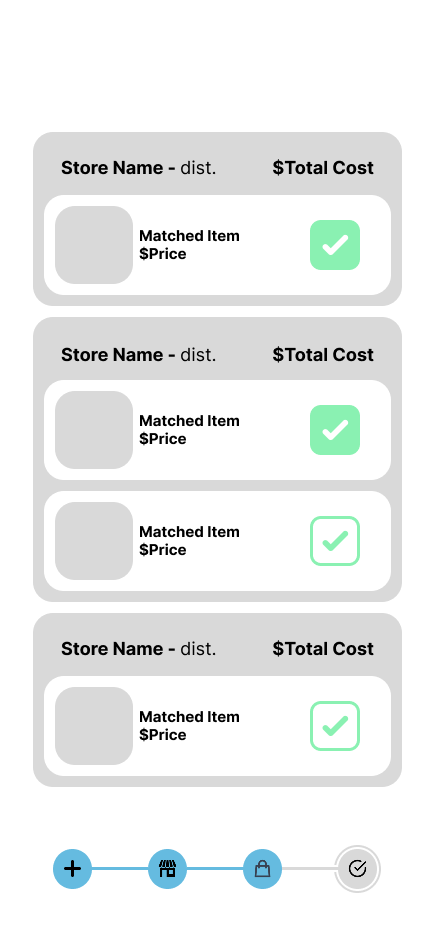 Store Name - dist. $Total Cost
Matched Item
$Price
Store Name - dist. $Total Cost
Matched Item
$Price
Matched Item
$Price
Store Name - dist. $Total Cost
Matched Item
$Price